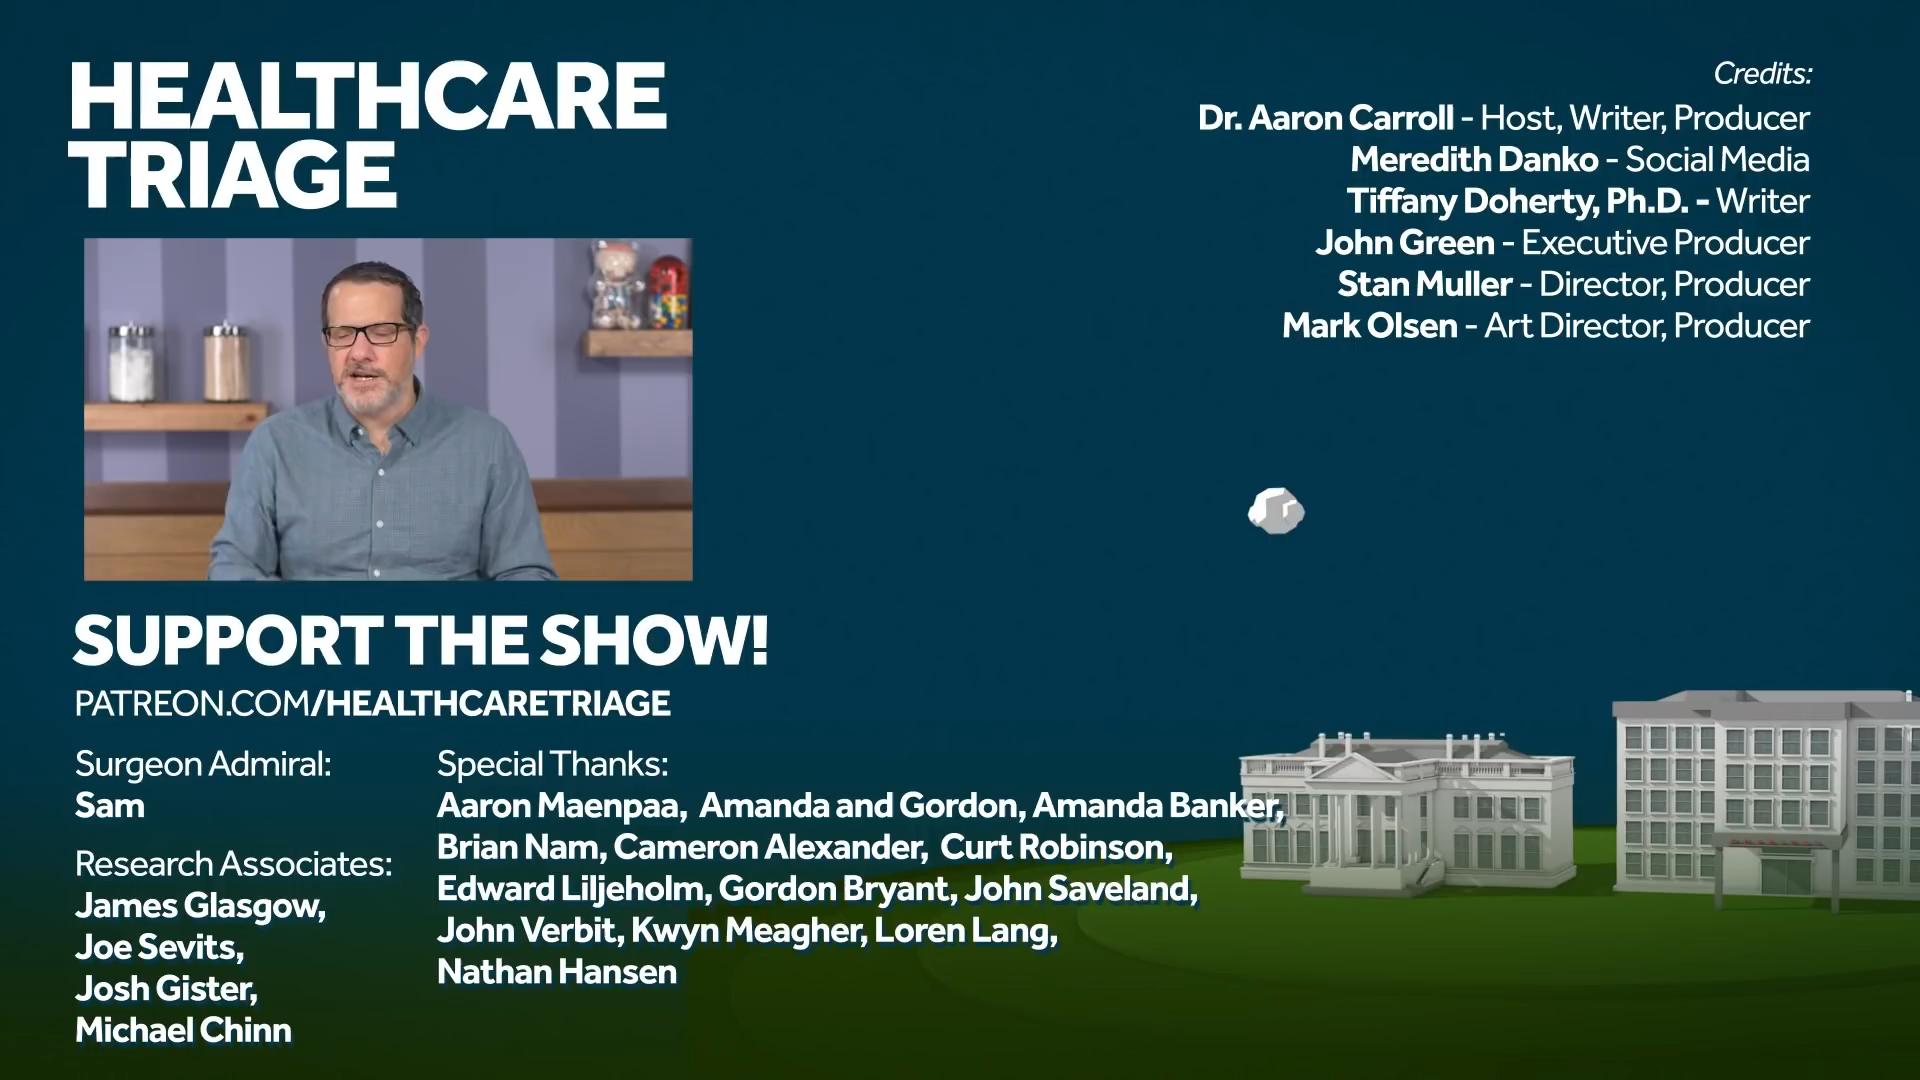 HEALTHCARE
TRIAGE
Credits:
Dr. Aaron Carroll - Host, Writer, Producer
Meredith Danko - Social Media
Tiffany Doherty, Ph.D. - Writer
John Green - Executive Producer
Stan Muller - Director, Producer
Mark Olsen - Art Director, Producer
SUPPORT THE SHOW!
PATREON.COM/HEALTHCARETRIAGE
Surgeon Admiral:
Sam
Research Associates:
James Glasgow,
Joe Sevits,
Josh Gister,
Michael Chinn
Special Thanks:
Aaron Maenpaa, Amanda and Gordon, Amanda Banker,
Brian Nam, Cameron Alexander, Curt Robinson,
Edward Liljeholm, Gordon Bryant, John Saveland,
John Verbit, Kwyn Meagher, Loren Lang,
Nathan Hansen